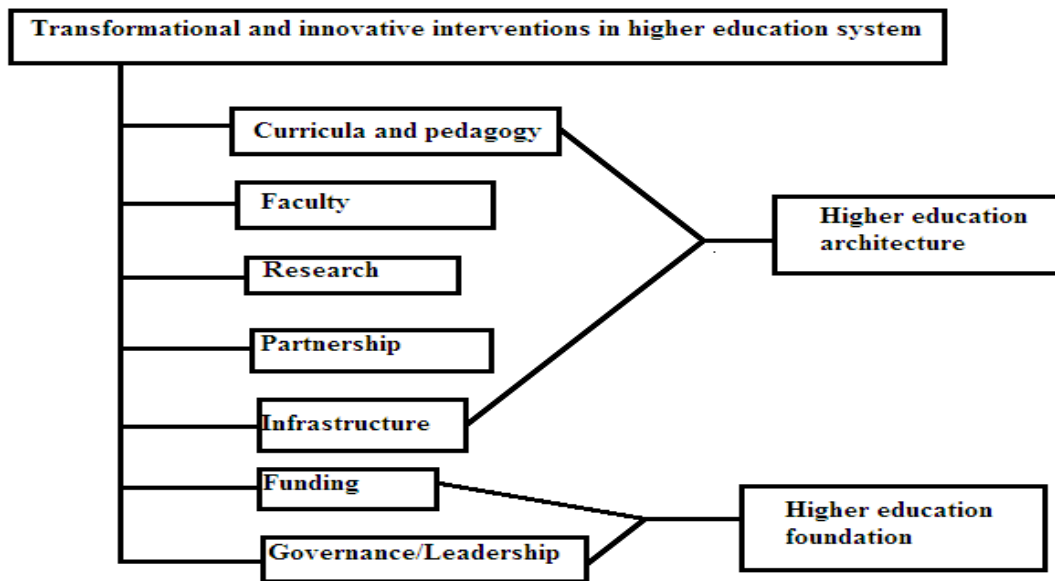 Transformational and innovative interventions in higher education system
Curricula and pedagogy
Faculty
Research
Partnership
Infrastructure
Funding
Governance/Leadership
Higher education
architecture
Higher education
foundation